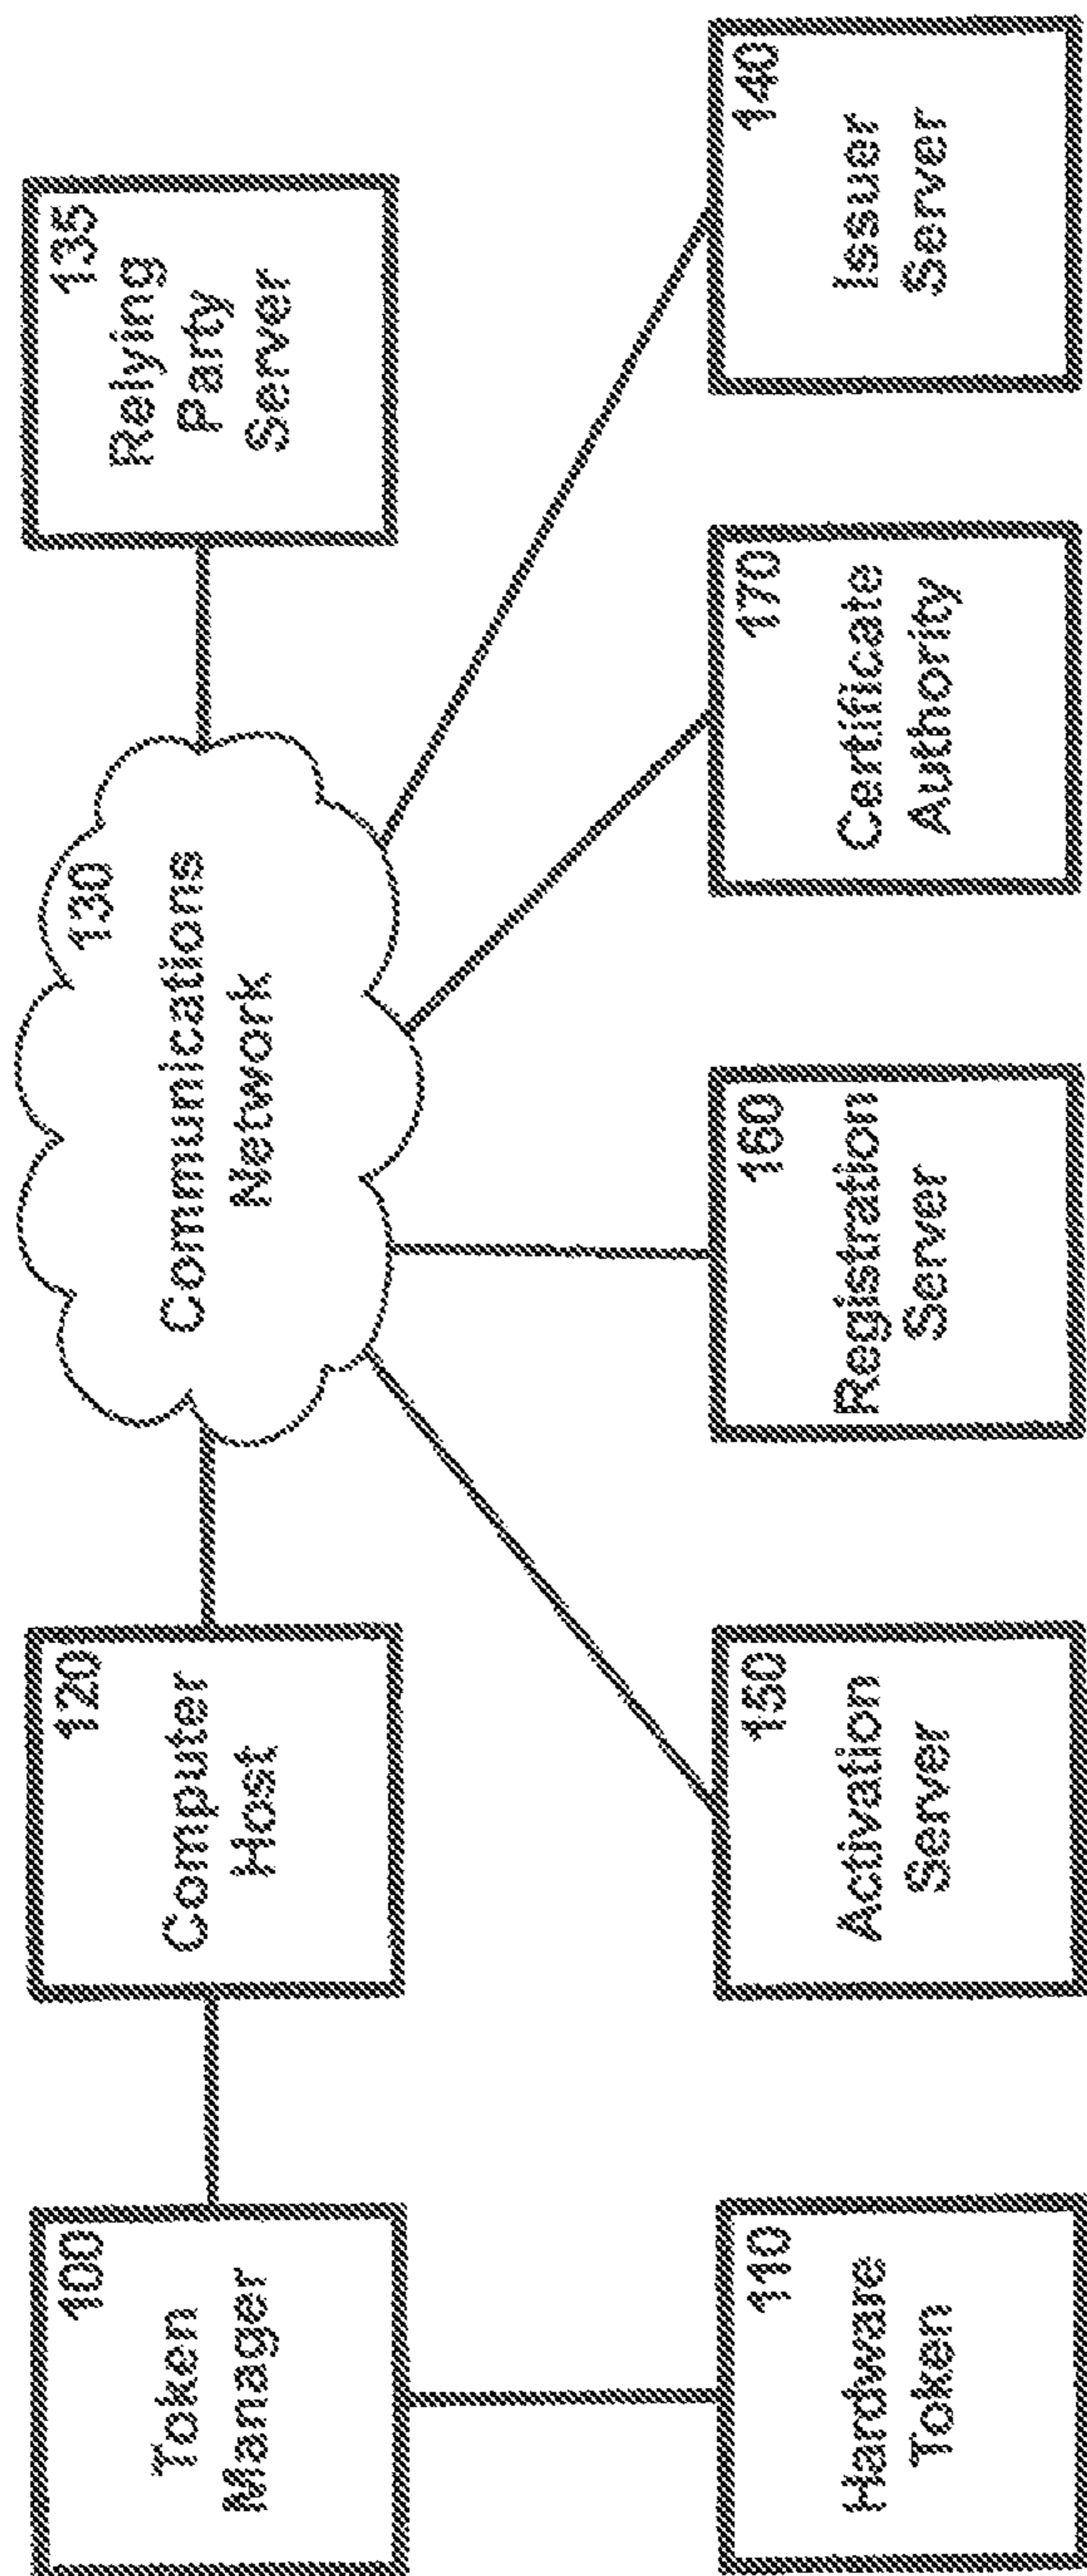 100
Token
Manager
120
Computer
Host
130
Communications
Network
135
Relying
Party
Server
110
Hardware
Token
150
Activation
Server
160
Registration
Server
170
Certificate
Authority
140
Issuer
Server